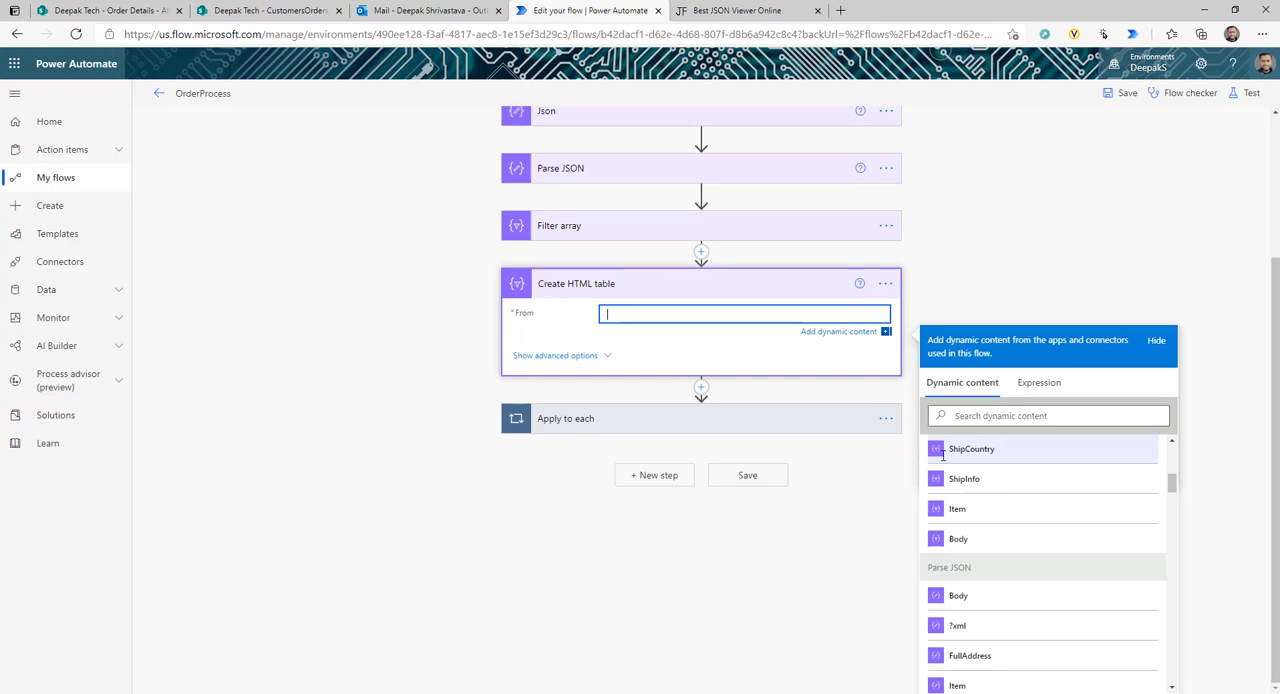 Deepak Tech - Order Details - Al
Deepak Tech - CustomersOrders
Mail - Deepak Shrivastava - Outl
Edit your flow | Power Automate
Best JSON Viewer Online
https://us.flow.microsoft.com/manage/environments/490ee128-f3af-4817-aec8-1e15ef3d29c3/flows/b42dacf1-d62e-4d68-807f-d8b6a942c8c4?backUrl=%2Fflows%2Fb42dacf1-d62e-...
Power Automate
Environments
DeepakS
OrderProcess
Save
Flow checker
Test
Home
Action items
My flows
Create
Templates
Connectors
Data
Monitor
AI Builder
Process advisor
(preview)
Solutions
Learn
Json
Parse JSON
Filter array
Create HTML table
* From
Add dynamic content
Show advanced options
Apply to each
+ New step
Save
Add dynamic content from the apps and connectors
used in this flow.
Hide
Dynamic content
Expression
Search dynamic content
ShipCountry
ShipInfo
Item
Body
Parse JSON
Body
?xml
FullAddress
Item